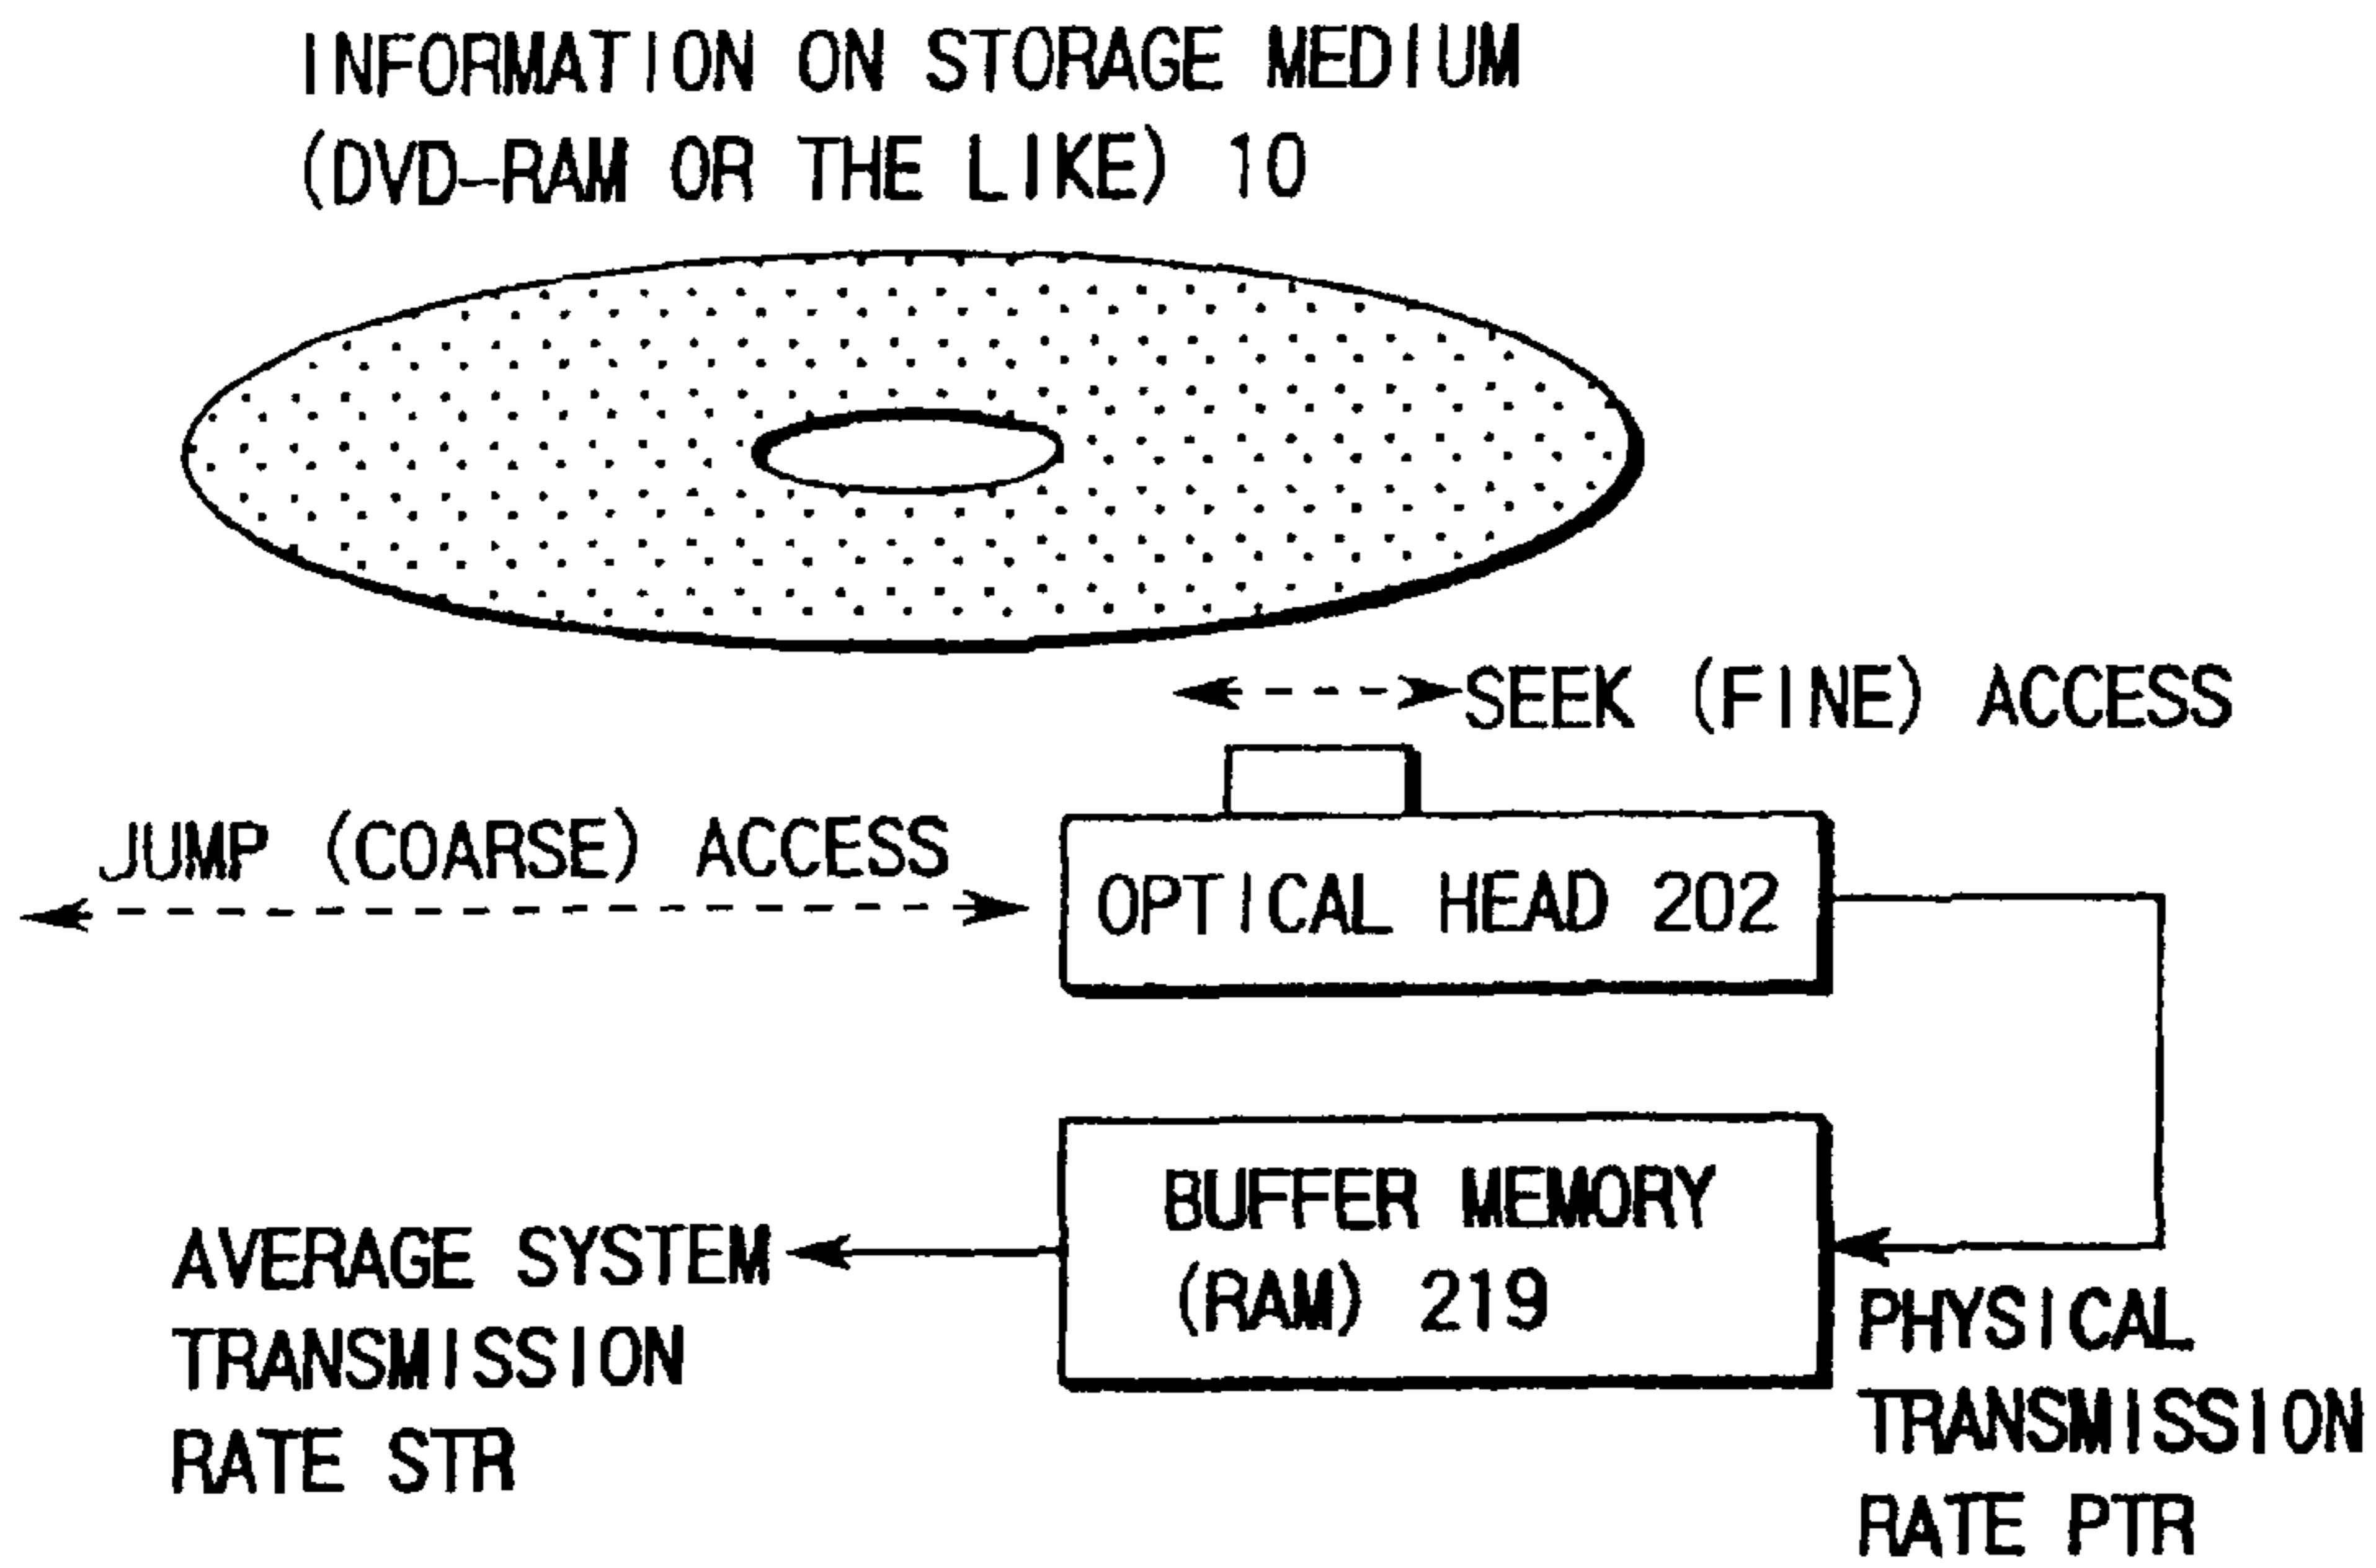 INFORMATION ON STORAGE MEDIUM
(DVD-RAM OR THE LIKE) 10
SEEK (FINE) ACCESS
JUMP (COARSE) ACCESS
OPTICAL HEAD 202
BUFFER MEMORY
(RAM) 219
AVERAGE SYSTEM
TRANSMISSION
RATE STR
PHYSICAL
TRANSMISSION
RATE PTR